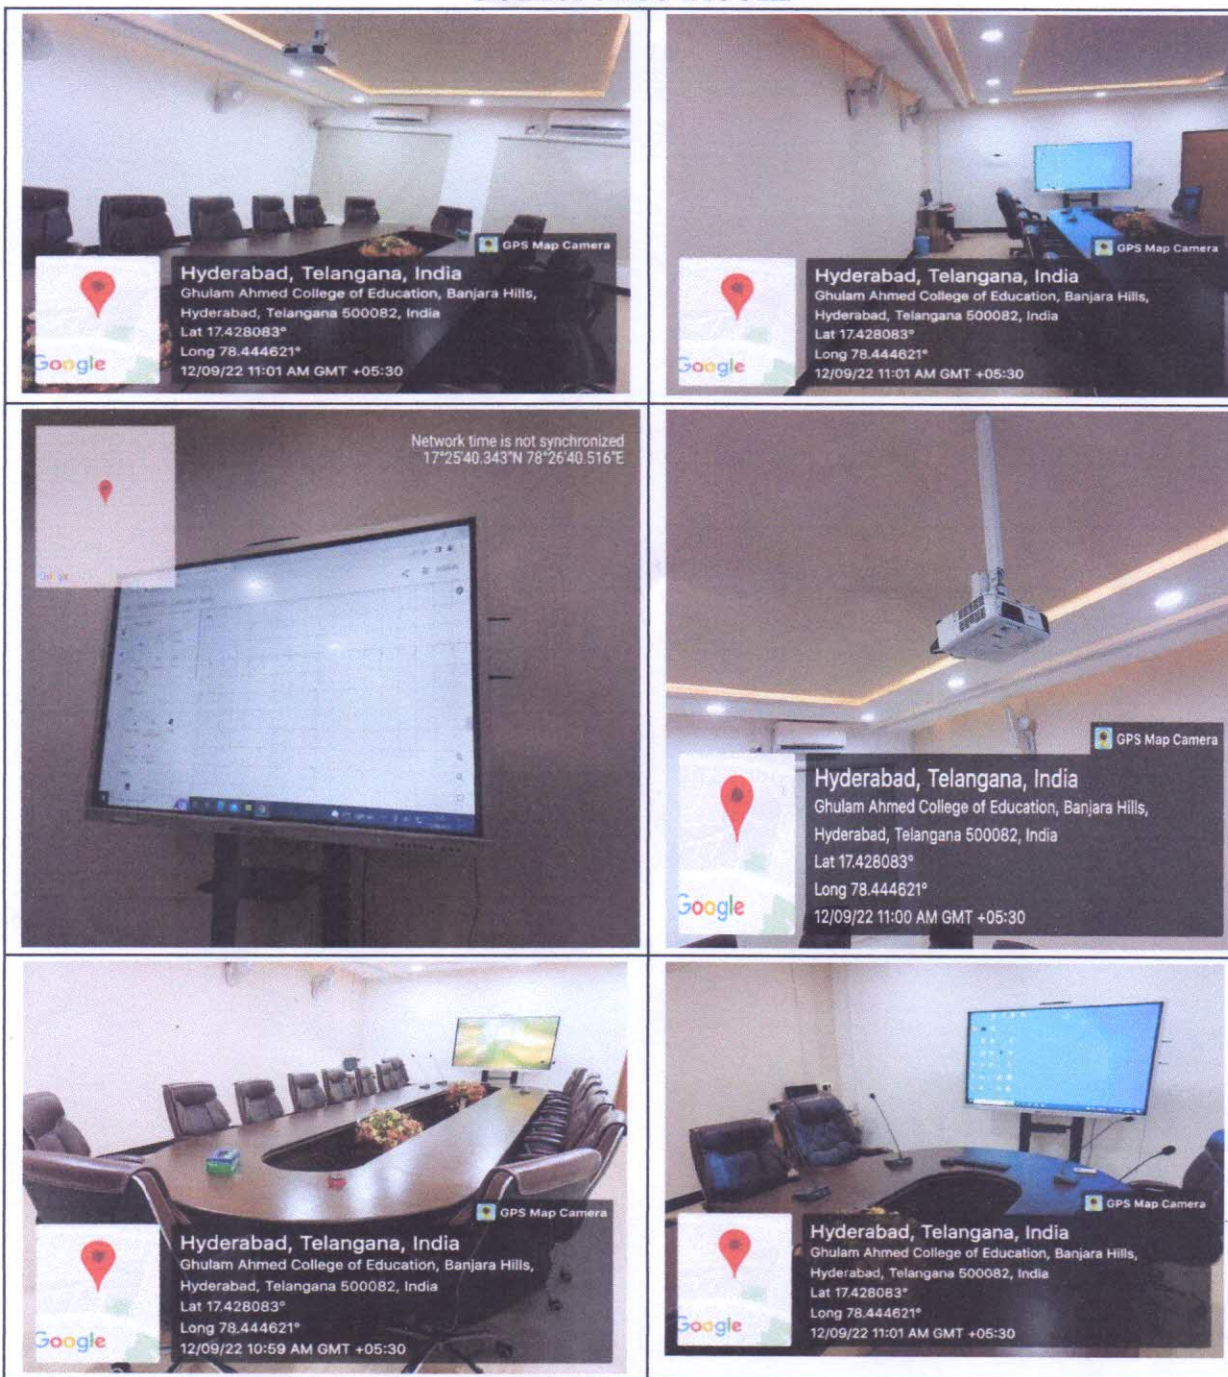 GPS Map Camera
Hyderabad, Telangana, India
Ghulam Ahmed College of Education, Banjara Hills,
Hyderabad, Telangana 500082, India
Lat 17.428083°
Long 78.444621°
12/09/22 11:01 AM GMT +05:30
Google
GPS Map Camera
Hyderabad, Telangana, India
Ghulam Ahmed College of Education, Banjara Hills,
Hyderabad, Telangana 500082, India
Lat 17.428083°
Long 78.444621°
12/09/22 11:01 AM GMT +05:30
Google
Network time is not synchronized
17°25'40.343"N 78°26'40.516"E
Google
GPS Map Camera
Hyderabad, Telangana, India
Ghulam Ahmed College of Education, Banjara Hills,
Hyderabad, Telangana 500082, India
Lat 17.428083°
Long 78.444621°
12/09/22 11:00 AM GMT +05:30
Google
GPS Map Camera
Hyderabad, Telangana, India
Ghulam Ahmed College of Education, Banjara Hills,
Hyderabad, Telangana 500082, India
Lat 17.428083°
Long 78.444621°
12/09/22 10:59 AM GMT +05:30
Google
GPS Map Camera
Hyderabad, Telangana, India
Ghulam Ahmed College of Education, Banjara Hills,
Hyderabad, Telangana 500082, India
Lat 17.428083°
Long 78.444621°
12/09/22 11:01 AM GMT +05:30
Google